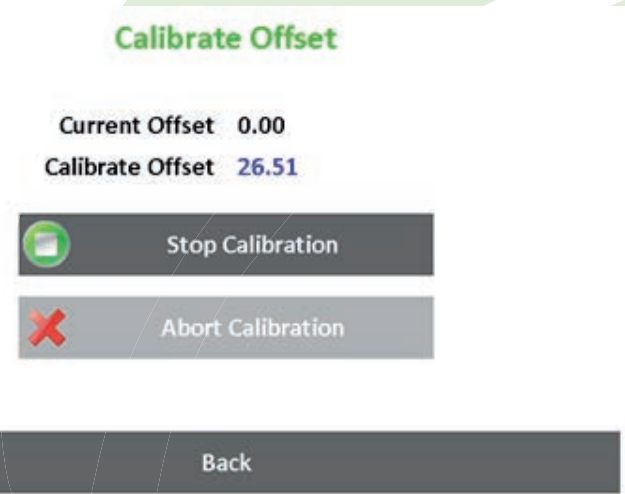 Calibrate Offset
Current Offset 0.00
Calibrate Offset 26.51
Stop Calibration
Abort Calibration
Back